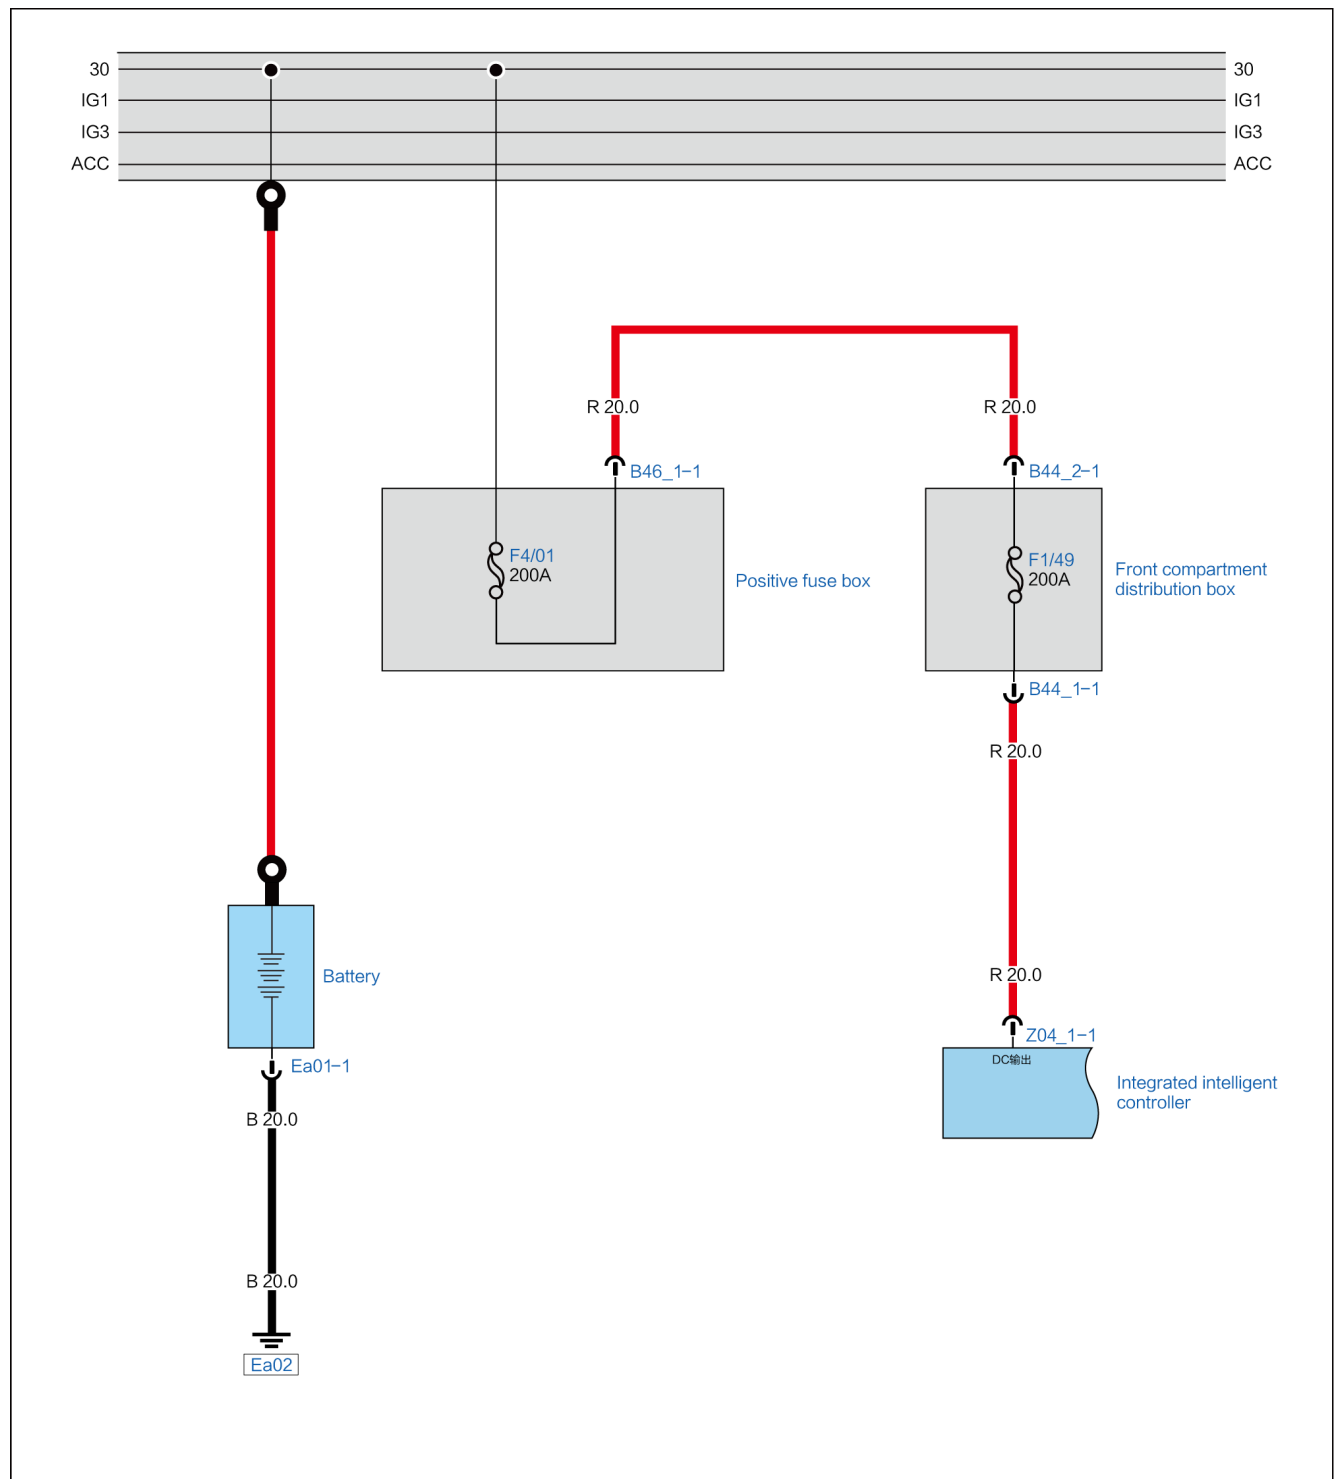 30
30
IG1
IG1
IG3
IG3
ACC
ACC
R 20.0
R 20.0
B46_1-1
B44_2-1
F4/01
200A
Positive fuse box
F1/49
200A
Front compartment
distribution box
B44_1-1
R 20.0
R 20.0
Battery
Z04_1-1
DC输出
Ea01-1
Integrated intelligent
controller
B 20.0
B 20.0
Ea02